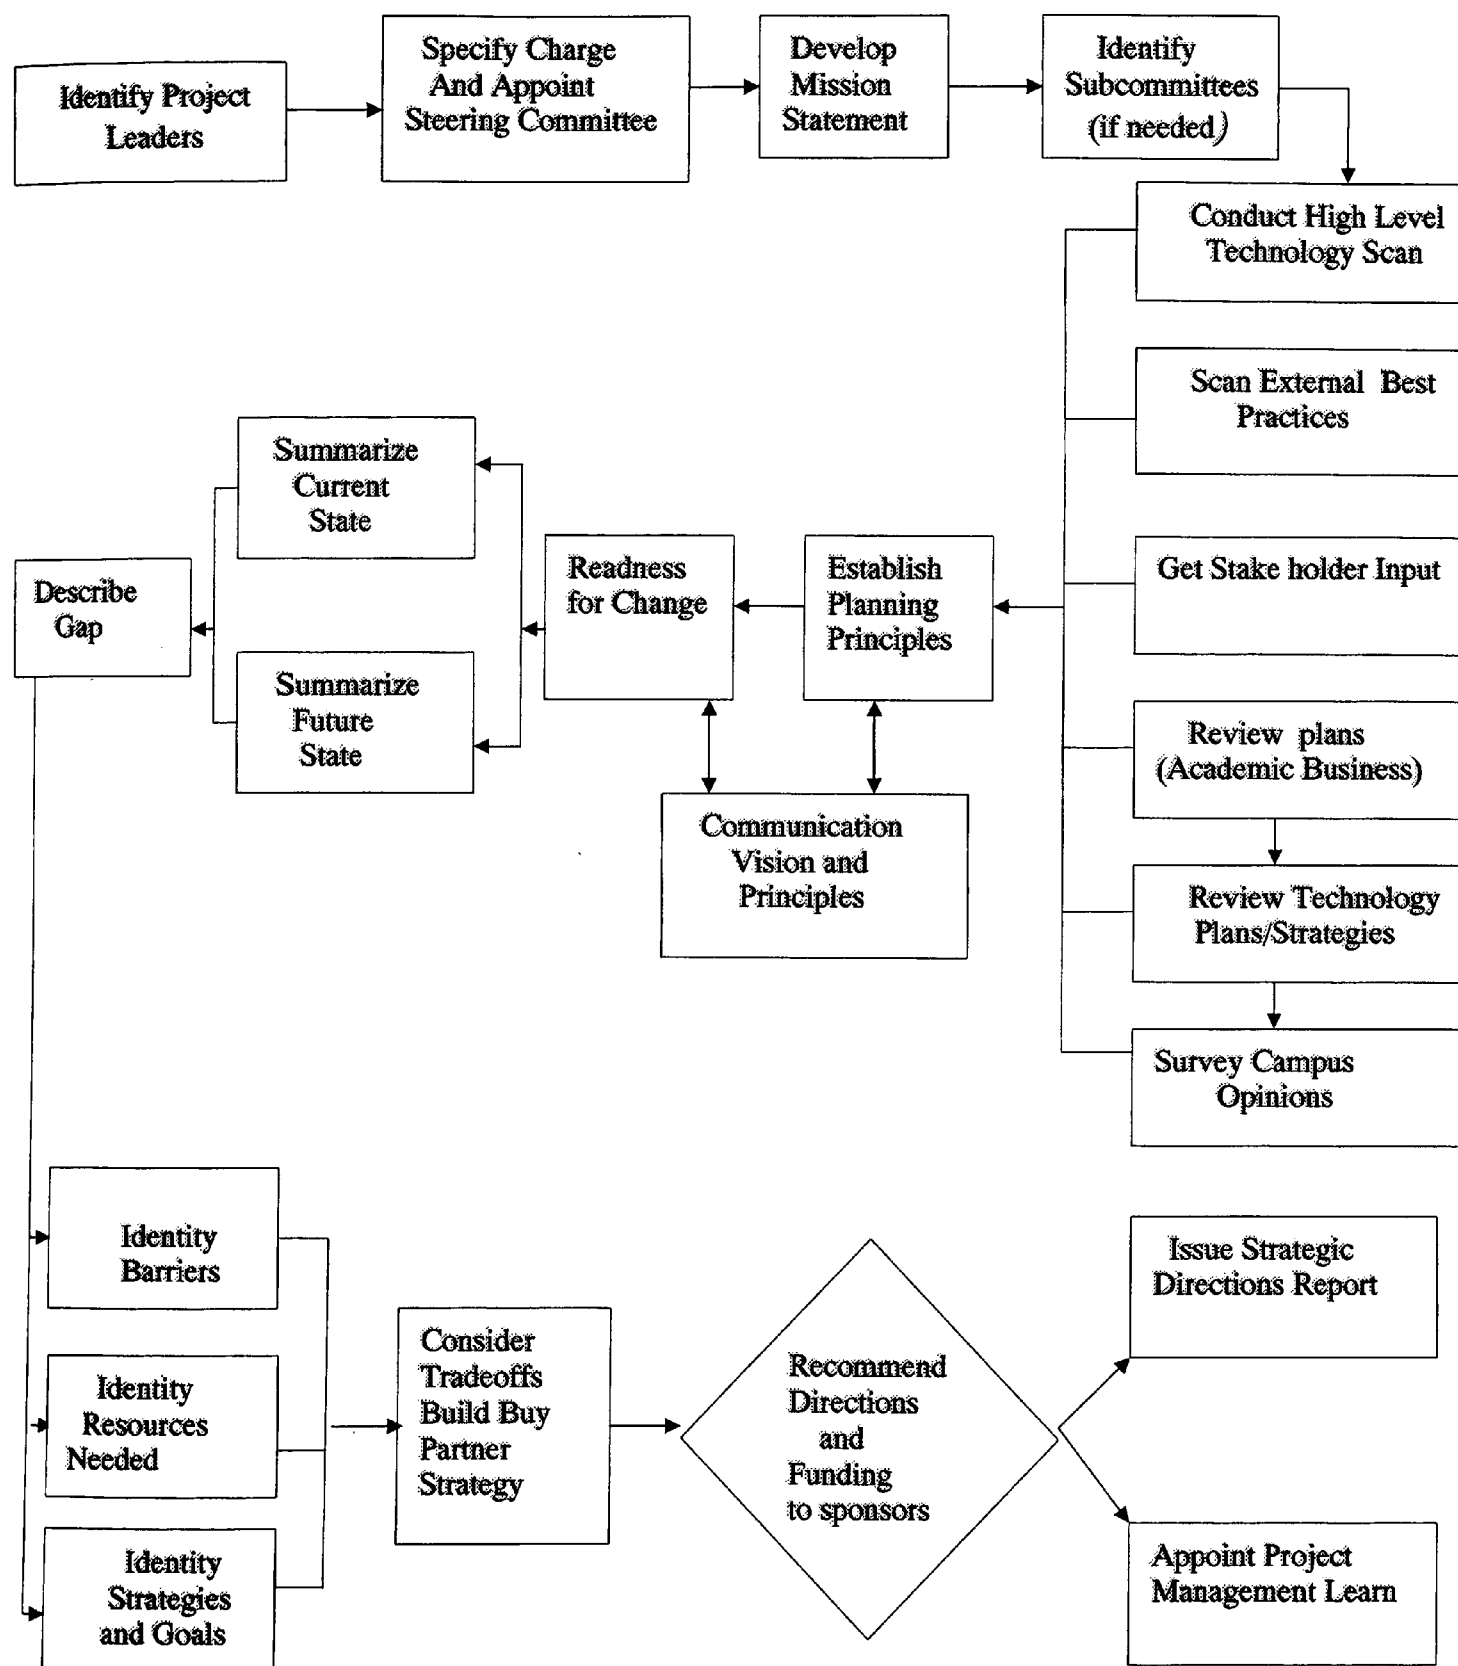 Identify Project
Leaders
Specify Charge
And Appoint
Steering Committee
Develop
Mission
Statement
Identify
Subcommittees
(if needed)
Conduct High Level
Technology Scan
Scan External Best
Practices
Get Stake holder Input
Review plans
(Academic Business)
Review Technology
Plans/Strategies
Survey Campus
Opinions
Establish
Planning
Principles
Readness
for Change
Communication
Vision and
Principles
Summarize
Current
State
Summarize
Future
State
Describe
Gap
Identity
Barriers
Identity
Resources
Needed
Identity
Strategies
and Goals
Consider
Tradeoffs
Build Buy
Partner
Strategy
Recommend
Directions
and
Funding
to sponsors
Issue Strategic
Directions Report
Appoint Project
Management Learn